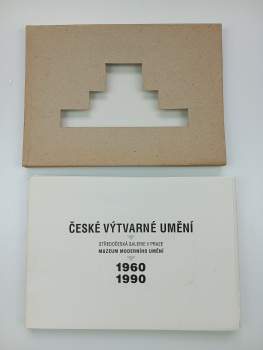 ČESKÉ VÝTVARNÉ UMĚNÍ
STŘEDOČESKÁ GALERIE V PRAZE
MUZEUM MODERNÍHO UMĚNÍ
1960
1990